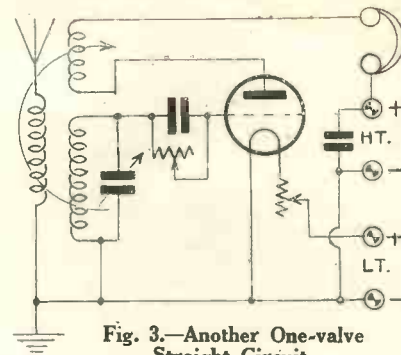 +
HT.
-
+
LT.
-
Fig. 3.—Another One-valve
Straight Circuit